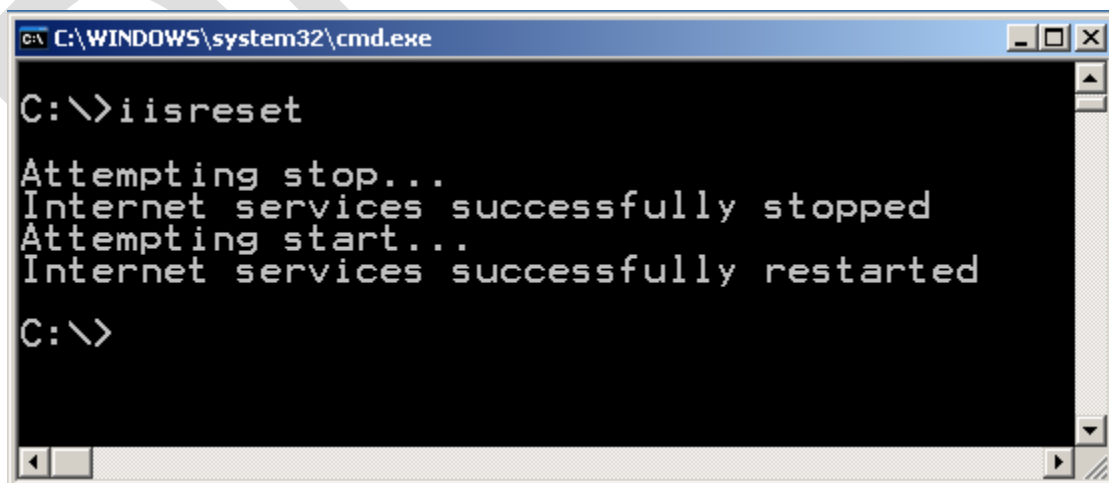 C:\WINDOWS\system32\cmd.exe
C:\>iisreset
Attempting stop...
Internet services successfully stopped
Attempting start...
Internet services successfully restarted
C:\>